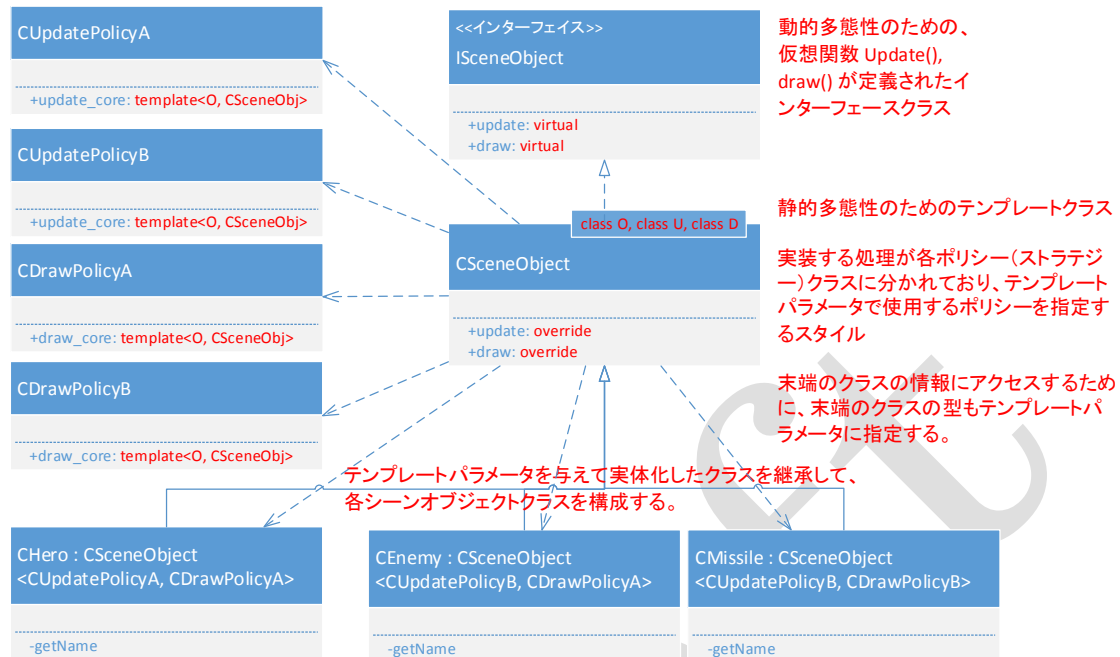 CUpdatePolicyA
+update_core: template<O, CSceneObj>
CUpdatePolicyB
+update_core: template<O, CSceneObj>
CDrawPolicyA
+draw_core: template<O, CSceneObj>
CDrawPolicyB
+draw_core: template<O, CSceneObj>
<<インターフェイス>>
ISceneObject
+update: virtual
+draw: virtual
動的多態性のための、
仮想関数 Update(),
draw() が定義されたイ
ンターフェースクラス
class O, class U, class D
CSceneObject
+update: override
+draw: override
静的多態性のためのテンプレートクラス
実装する処理が各ポリシー（ストラテジ
ー）クラスに分かれており、テンプレート
パラメータで使用するポリシーを指定す
るスタイル
末端のクラスの情報にアクセスするため
に、末端のクラスの型もテンプレートパ
ラメータに指定する。
テンプレートパラメータを与えて実体化したクラスを継承して、
各シーンオブジェクトクラスを構成する。
CHero : CSceneObject
<CUpdatePolicyA, CDrawPolicyA>
-getName
CEnemy : CSceneObject
<CUpdatePolicyB, CDrawPolicyA>
-getName
CMissile : CSceneObject
<CUpdatePolicyB, CDrawPolicyB>
-getName